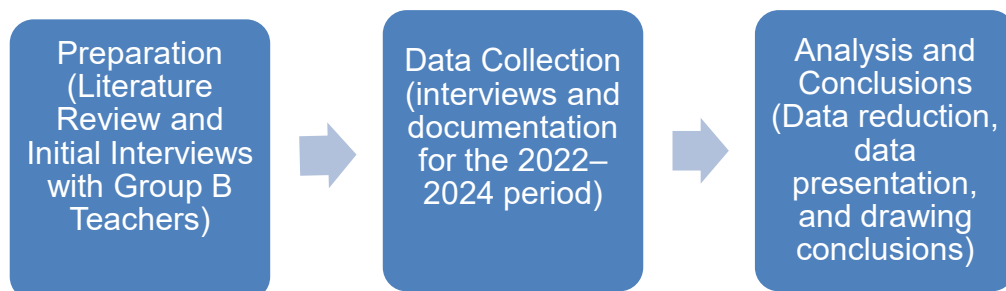 Preparation
(Literature
Review and
Initial Interviews
with Group B
Teachers)
Data Collection
(interviews and
documentation
for the 2022–
2024 period)
Analysis and
Conclusions
(Data reduction,
data
presentation,
and drawing
conclusions)